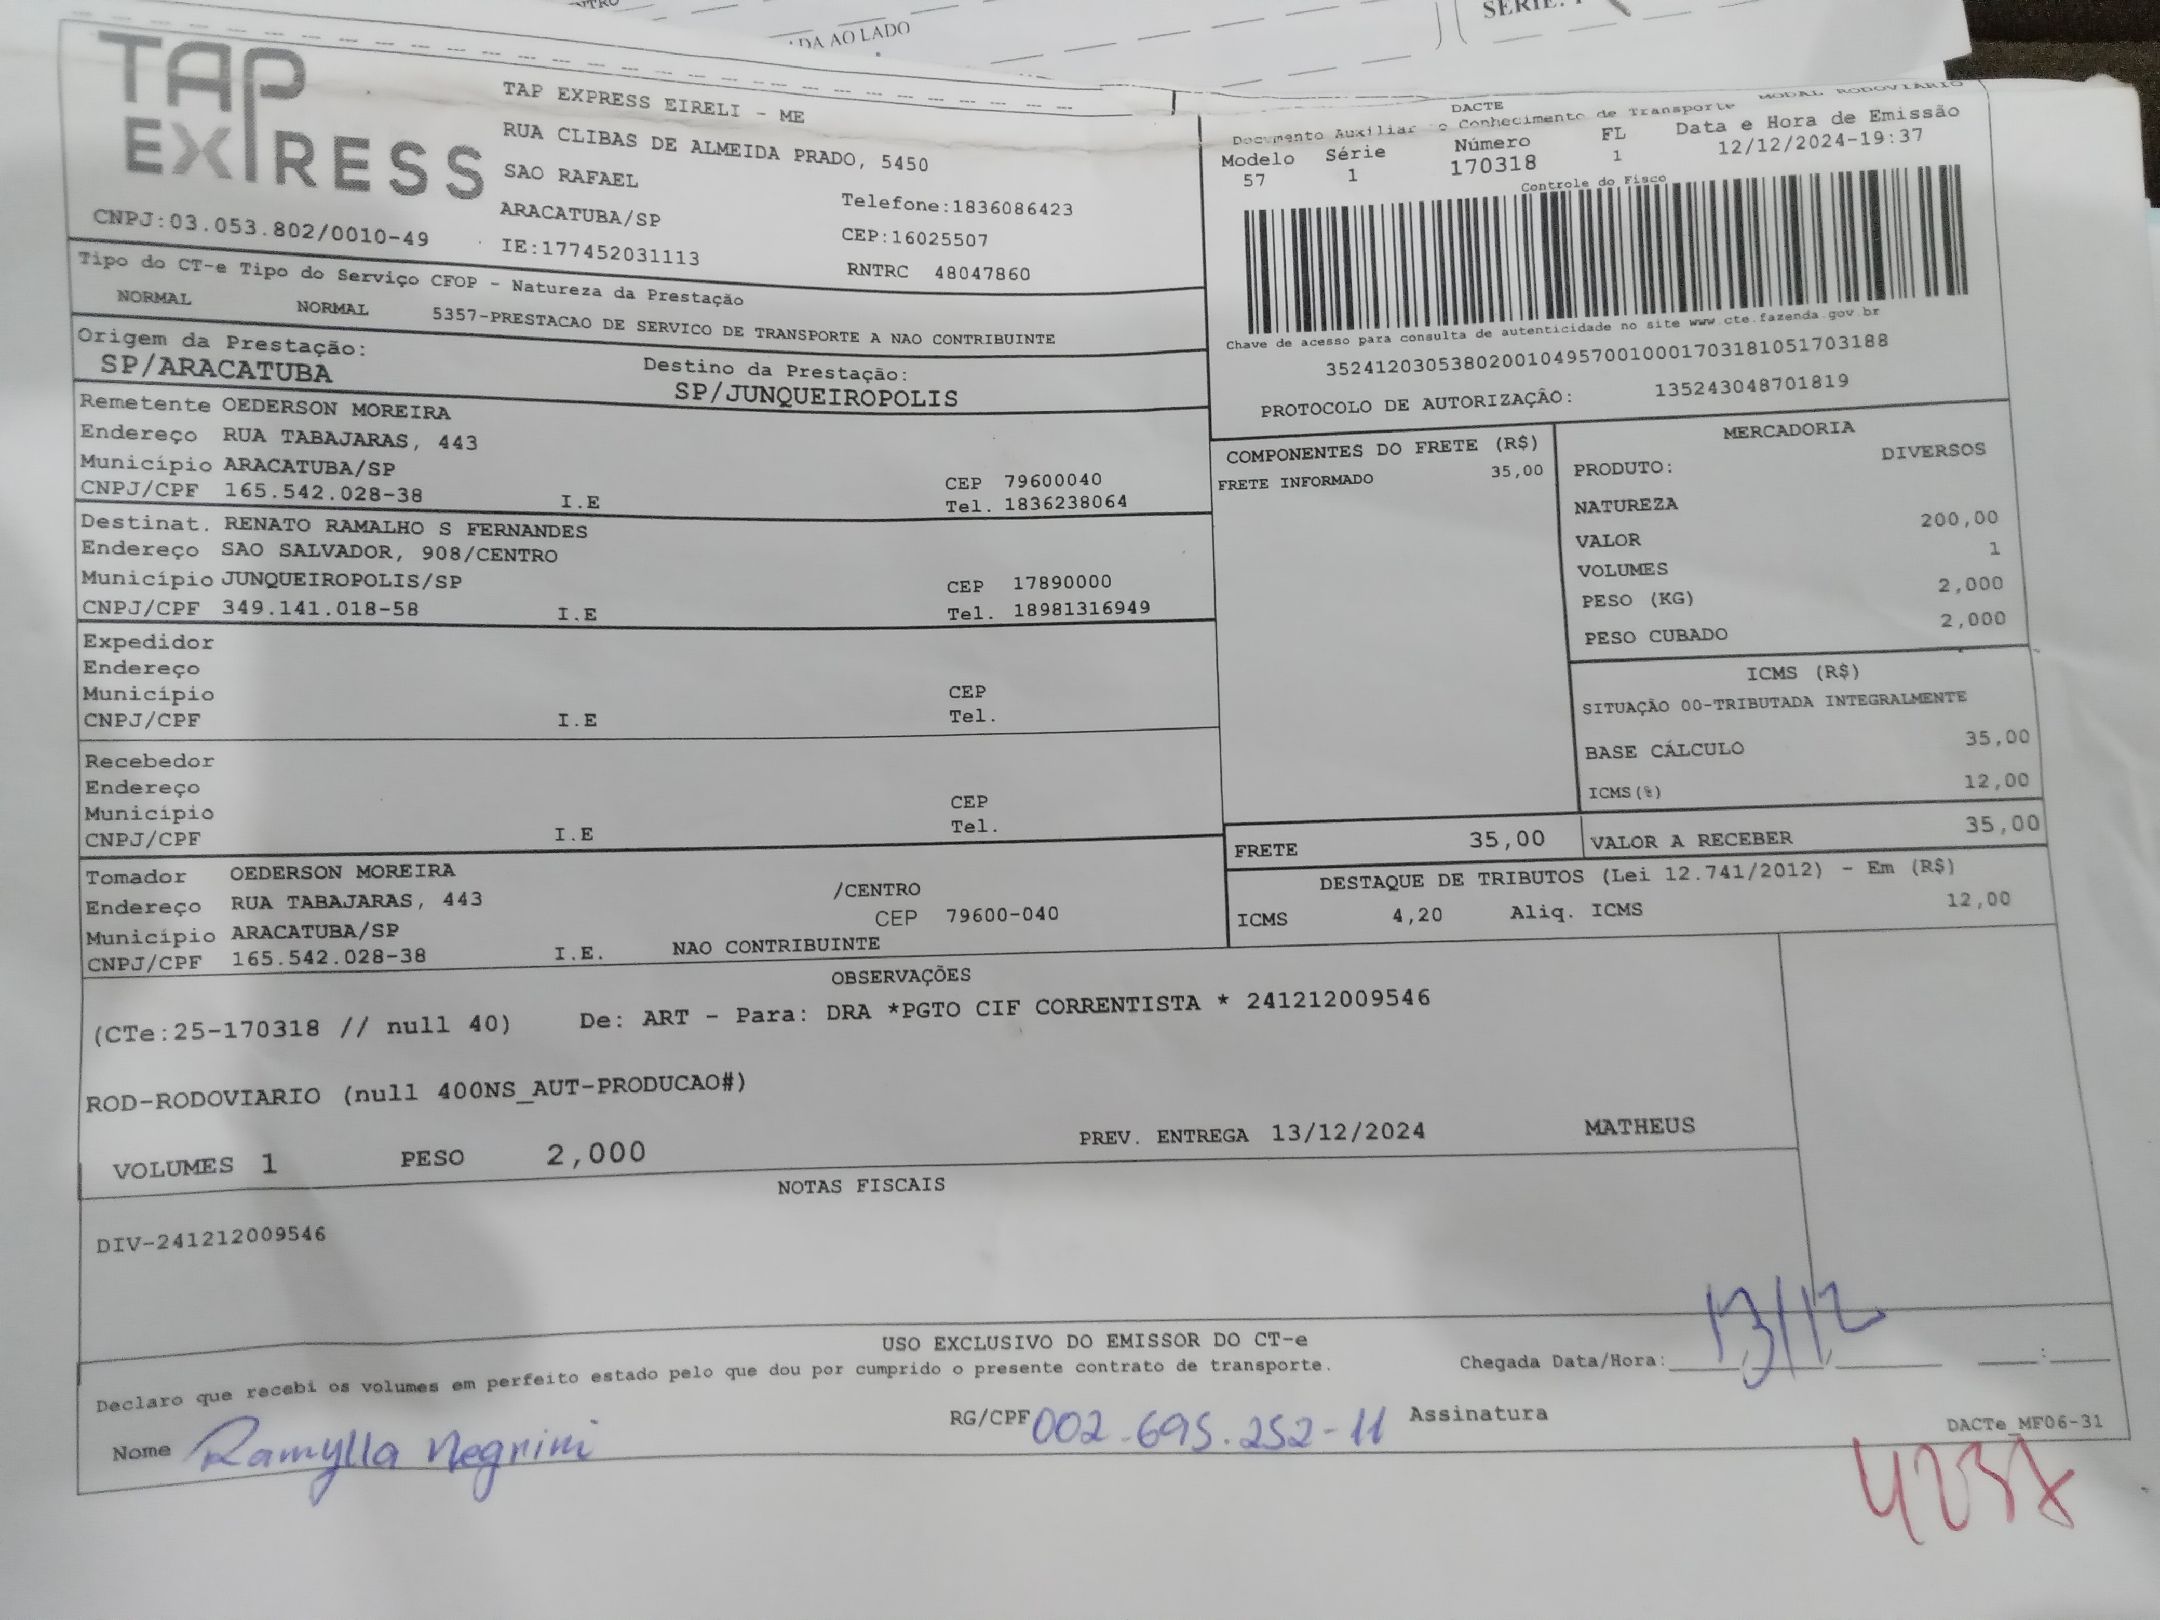 DA AO LADO
SÉRIE:
TAP
EXPRESS
CNPJ:03.053.802/0010-49
TAP EXPRESS EIRELI - ME
RUA CLIBAS DE ALMEIDA PRADO, 5450
SAO RAFAEL
ARACATUBA/SP
IE:177452031113
Telefone:1836086423
CEP:16025507
RNTRC 48047860
DACTE MODAL RODOVIÁRIO
Documento Auxiliar Conhecimento de Transporte
Modelo Série Número FL Data e Hora de Emissão
57 1 170318 1 12/12/2024-19:37
Controle do Fisco
Chave de acesso para consulta de autenticidade no site www.cte.fazenda.gov.br
35241203053802001049570010001703181051703188
PROTOCOLO DE AUTORIZAÇÃO: 135243048701819
Tipo do CT-e Tipo do Serviço CFOP - Natureza da Prestação
NORMAL NORMAL 5357-PRESTACAO DE SERVICO DE TRANSPORTE A NAO CONTRIBUINTE
Origem da Prestação: Destino da Prestação:
SP/ARACATUBA SP/JUNQUEIROPOLIS
Remetente OEDERSON MOREIRA
Endereço RUA TABAJARAS, 443
Município ARACATUBA/SP CEP 79600040
CNPJ/CPF 165.542.028-38 I.E Tel. 1836238064
Destinat. RENATO RAMALHO S FERNANDES
Endereço SAO SALVADOR, 908/CENTRO
Município JUNQUEIROPOLIS/SP CEP 17890000
CNPJ/CPF 349.141.018-58 I.E Tel. 18981316949
Expedidor
Endereço
Município CEP
CNPJ/CPF I.E Tel.
Recebedor
Endereço
Município CEP
CNPJ/CPF I.E Tel.
Tomador OEDERSON MOREIRA
Endereço RUA TABAJARAS, 443 /CENTRO
Município ARACATUBA/SP CEP 79600-040
CNPJ/CPF 165.542.028-38 I.E. NAO CONTRIBUINTE
COMPONENTES DO FRETE (R$)
FRETE INFORMADO 35,00
MERCADORIA
PRODUTO: DIVERSOS
NATUREZA
VALOR 200,00
VOLUMES 1
PESO (KG) 2,000
PESO CUBADO 2,000
ICMS (R$)
SITUAÇÃO 00-TRIBUTADA INTEGRALMENTE
BASE CÁLCULO 35,00
ICMS(%) 12,00
FRETE 35,00 VALOR A RECEBER 35,00
DESTAQUE DE TRIBUTOS (Lei 12.741/2012) - Em (R$)
ICMS 4,20 Aliq. ICMS 12,00
OBSERVAÇÕES
(CTe:25-170318 // null 40) De: ART - Para: DRA *PGTO CIF CORRENTISTA * 241212009546
ROD-RODOVIARIO (null 400NS_AUT-PRODUCAO#)
VOLUMES 1 PESO 2,000 PREV. ENTREGA 13/12/2024 MATHEUS
NOTAS FISCAIS
DIV-241212009546
USO EXCLUSIVO DO EMISSOR DO CT-e
Declaro que recebi os volumes em perfeito estado pelo que dou por cumprido o presente contrato de transporte.
Chegada Data/Hora: 13/12 :
Nome Ramylla Negrini RG/CPF 002.695.252-11 Assinatura
DACTe_MF06-31